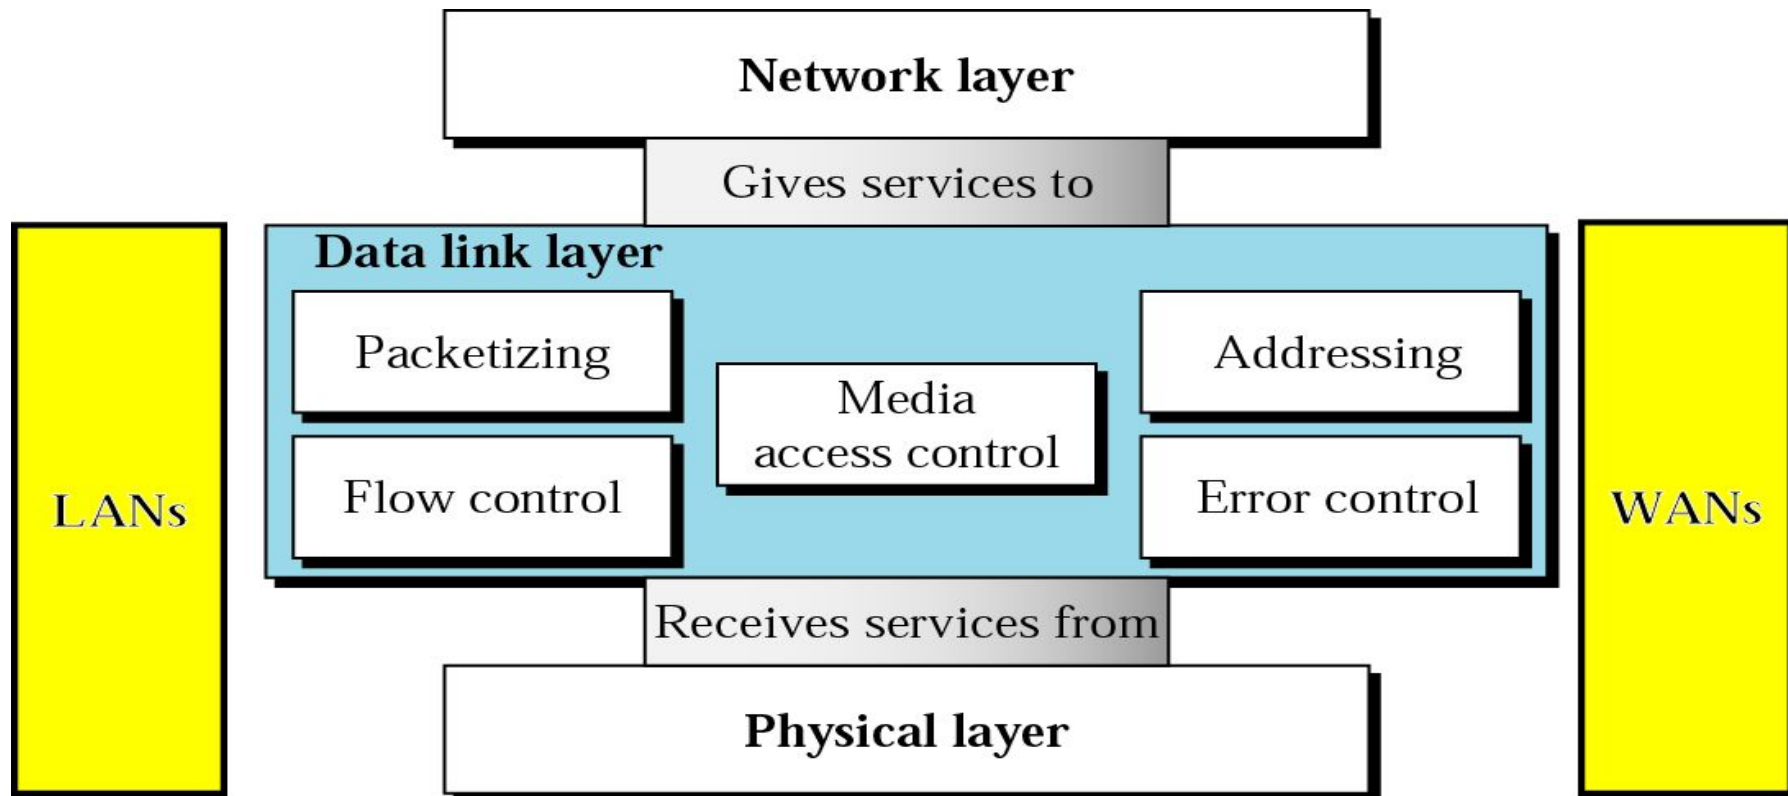 Network layer
Gives services to
Data link layer
Packetizing
Addressing
Media
access control
Flow control
Error control
LANs
WANs
Receives services from
Physical layer